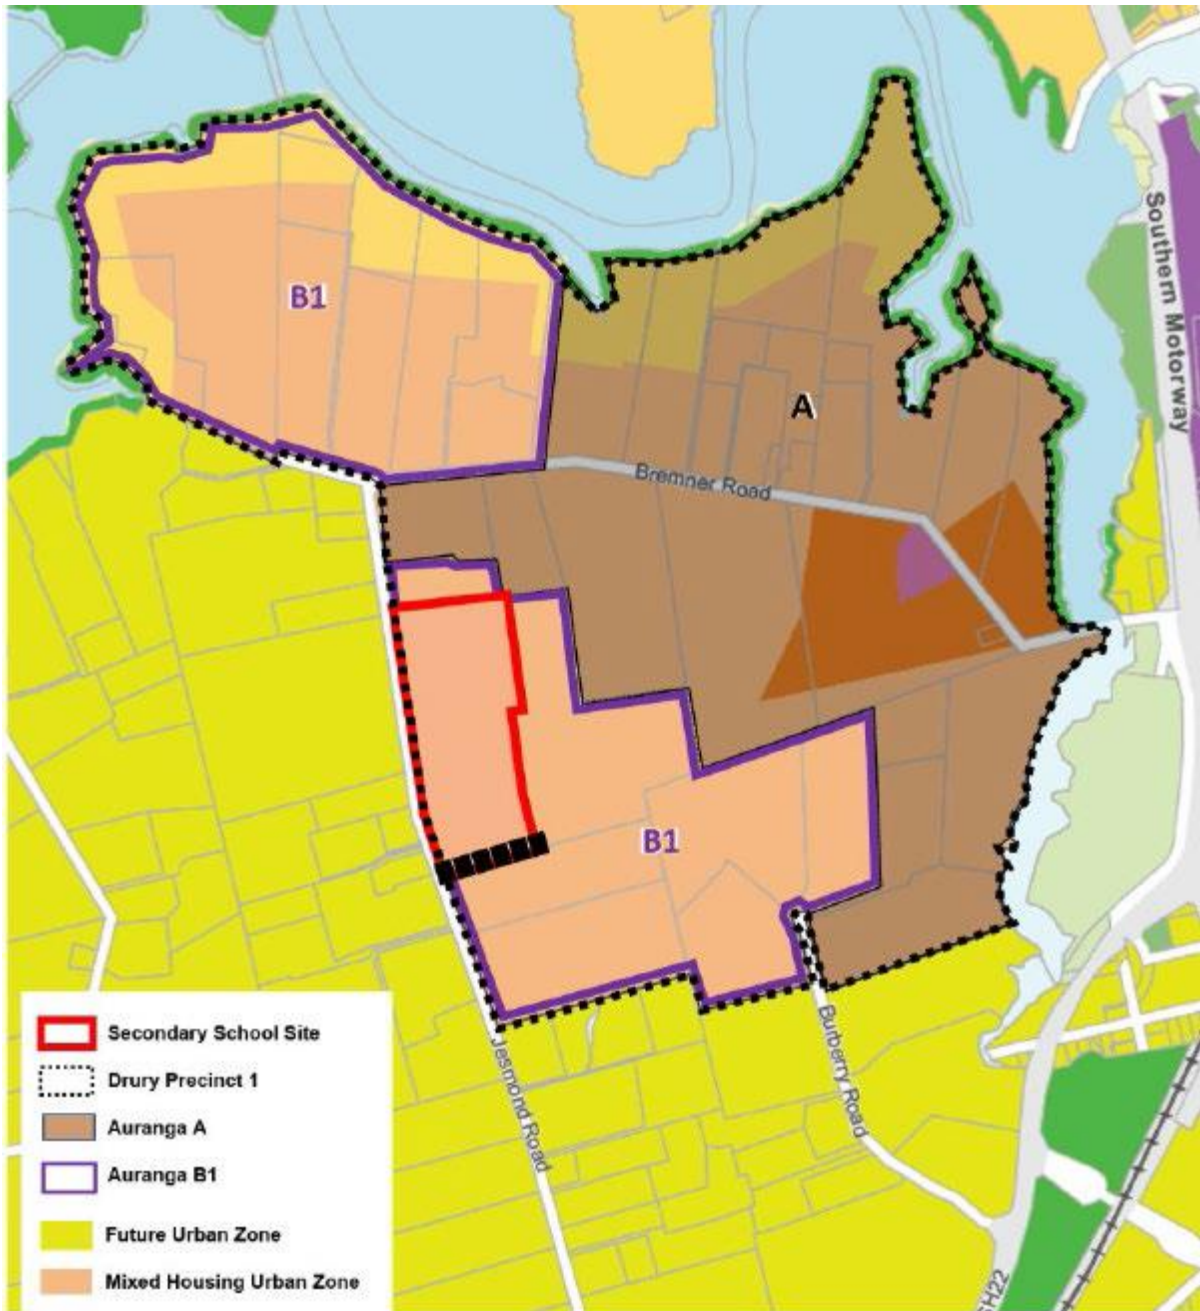 Southern Motorway
B1
A
Bremner Road
B1
Secondary School Site
Drury Precinct 1
Auranga A
Auranga B1
Future Urban Zone
Mixed Housing Urban Zone
Jesmond Road
Burberry Road
SH22